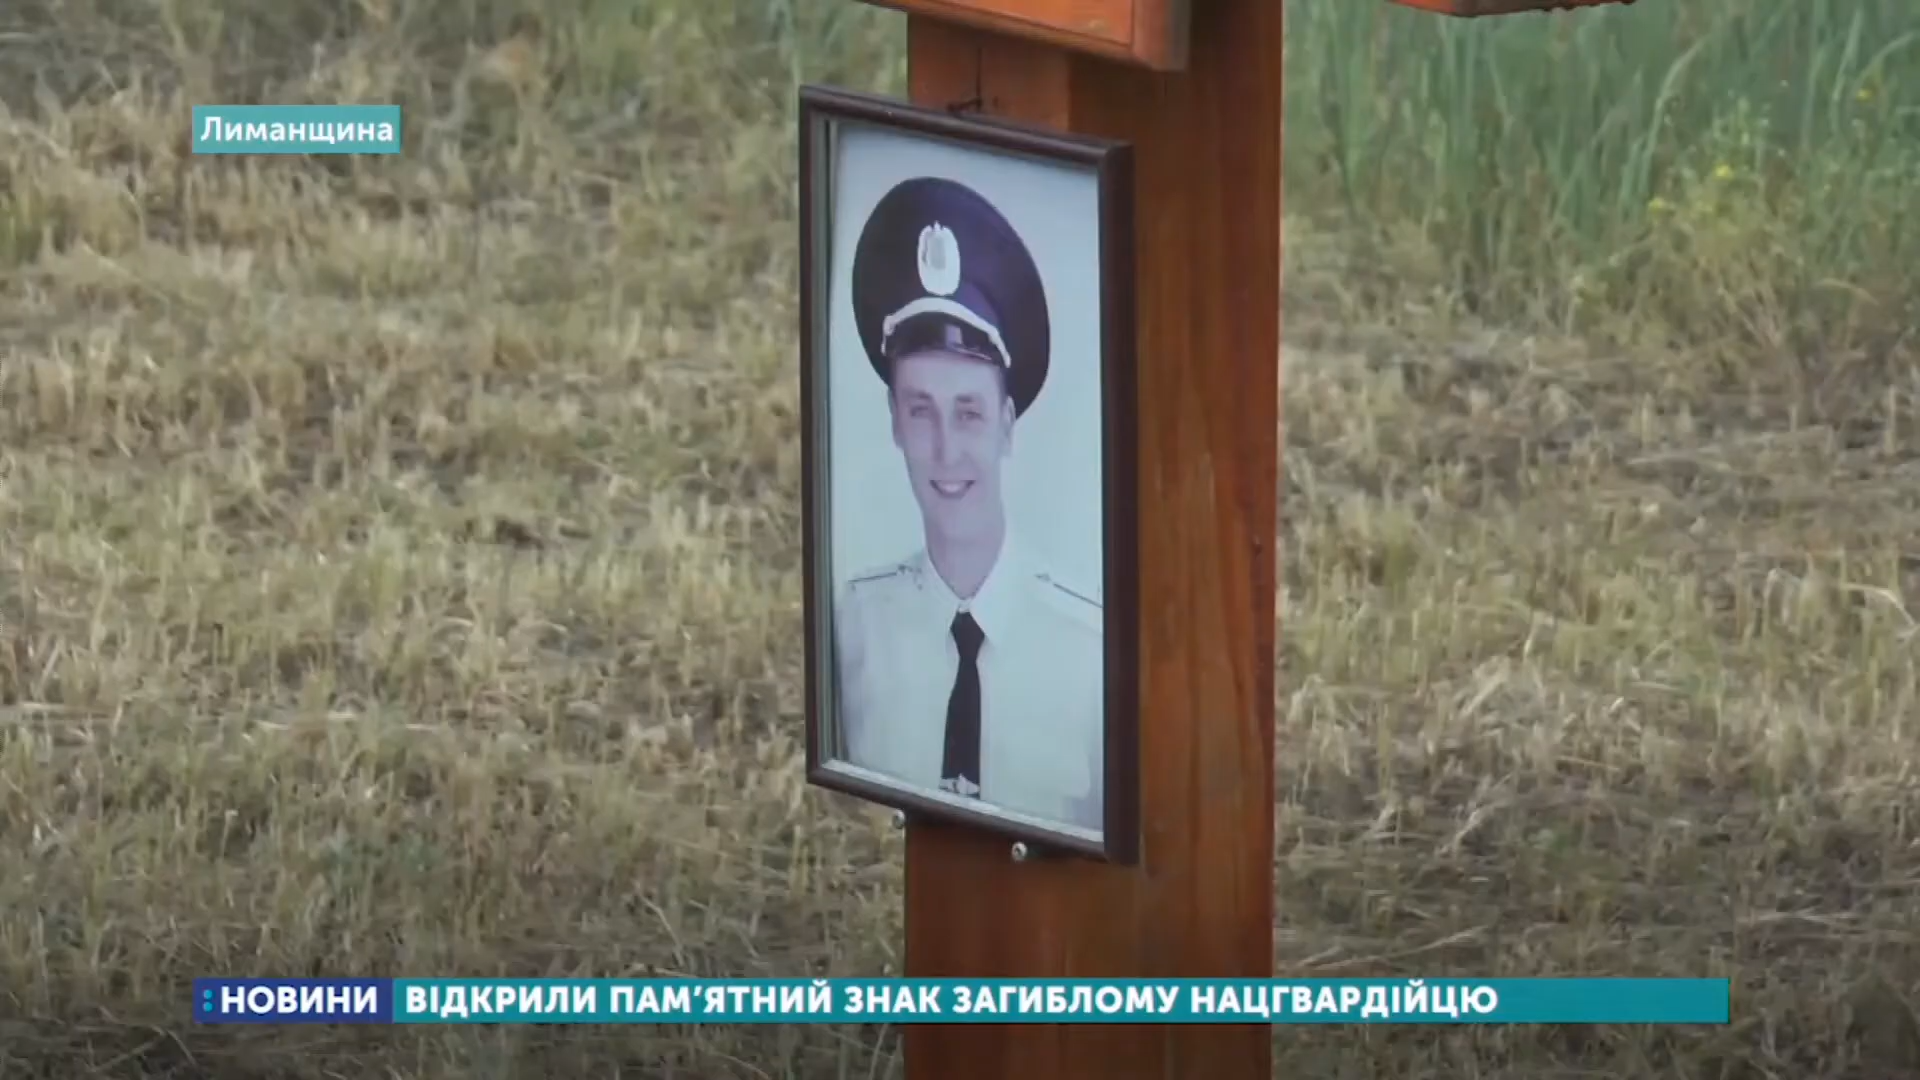 Лиманщина
НОВИНИ ВІДКРИЛИ ПАМ’ЯТНИЙ ЗНАК ЗАГИБЛОМУ НАЦГВАРДІЙЦЮ